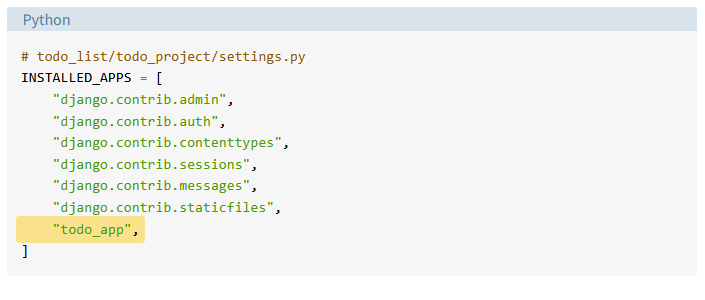 Python
# todo_list/todo_project/settings.py
INSTALLED_APPS = [
    "django.contrib.admin",
    "django.contrib.auth",
    "django.contrib.contenttypes",
    "django.contrib.sessions",
    "django.contrib.messages",
    "django.contrib.staticfiles",
    "todo_app",
]